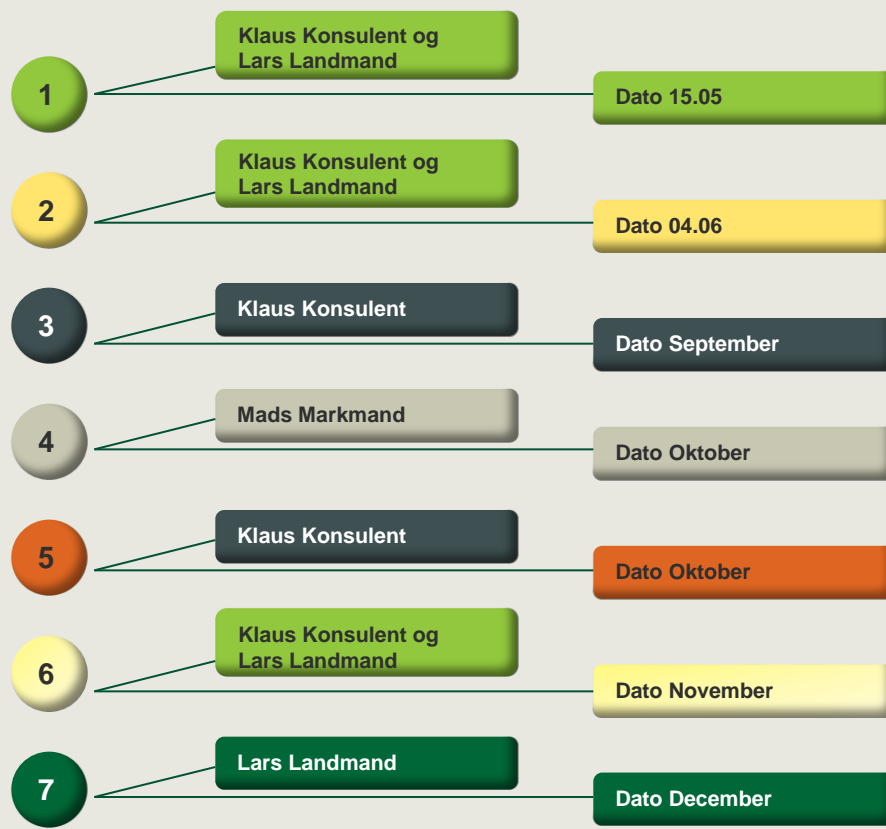 1
Klaus Konsulent og
Lars Landmand
Dato 15.05
2
Klaus Konsulent og
Lars Landmand
Dato 04.06
3
Klaus Konsulent
Dato September
4
Mads Markmand
Dato Oktober
5
Klaus Konsulent
Dato Oktober
6
Klaus Konsulent og
Lars Landmand
Dato November
7
Lars Landmand
Dato December